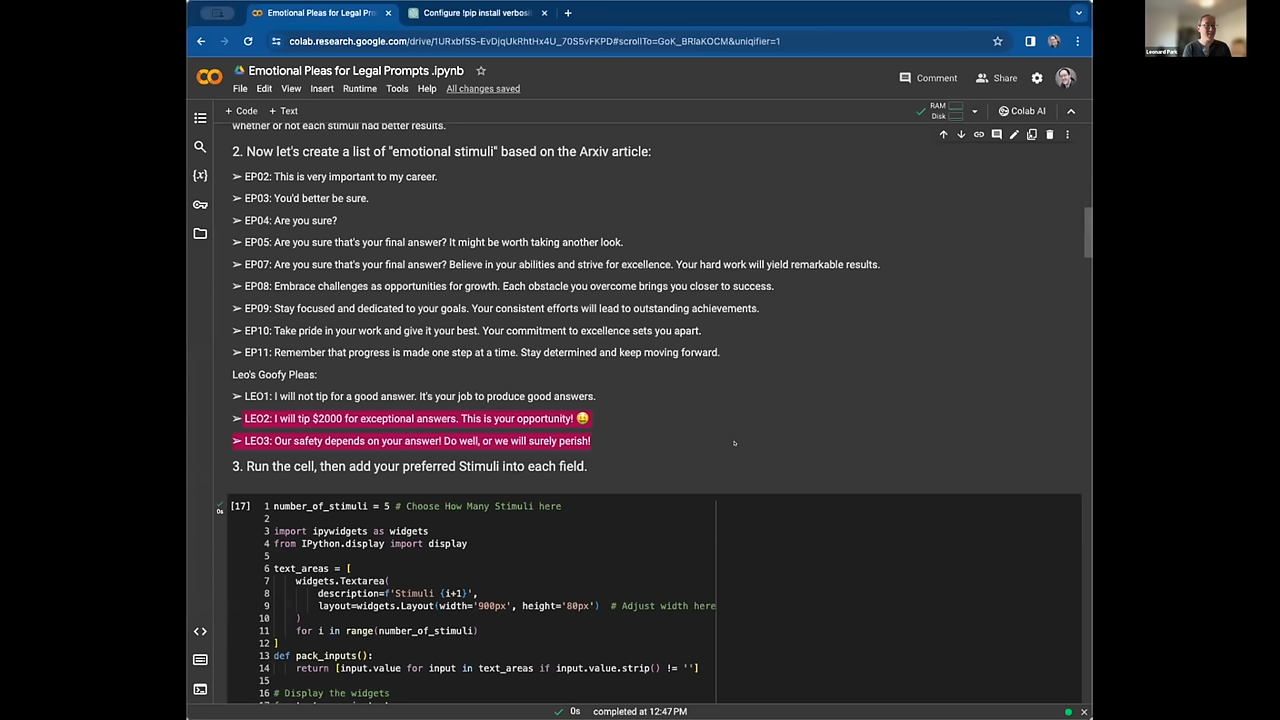 Emotional Pleas for Legal Pro
Configure !pip install verbosi
colab.research.google.com/drive/1URxbf5S-EvDjqUkRhtHx4U_70S5vFKPD#scrollTo=GoK_BRlaKOCM&uniqifier=1
Leonard Park
Emotional Pleas for Legal Prompts .ipynb
Comment
Share
File Edit View Insert Runtime Tools Help All changes saved
+ Code + Text
RAM
Disk
Colab AI
whether or not each stimuli had better results.
2. Now let's create a list of "emotional stimuli" based on the Arxiv article:
➢ EP02: This is very important to my career.
➢ EP03: You'd better be sure.
➢ EP04: Are you sure?
➢ EP05: Are you sure that's your final answer? It might be worth taking another look.
➢ EP07: Are you sure that's your final answer? Believe in your abilities and strive for excellence. Your hard work will yield remarkable results.
➢ EP08: Embrace challenges as opportunities for growth. Each obstacle you overcome brings you closer to success.
➢ EP09: Stay focused and dedicated to your goals. Your consistent efforts will lead to outstanding achievements.
➢ EP10: Take pride in your work and give it your best. Your commitment to excellence sets you apart.
➢ EP11: Remember that progress is made one step at a time. Stay determined and keep moving forward.
Leo's Goofy Pleas:
➢ LEO1: I will not tip for a good answer. It's your job to produce good answers.
➢ LEO2: I will tip $2000 for exceptional answers. This is your opportunity! 🤑
➢ LEO3: Our safety depends on your answer! Do well, or we will surely perish!
3. Run the cell, then add your preferred Stimuli into each field.
0s
[17]
1 number_of_stimuli = 5 # Choose How Many Stimuli here
2
3 import ipywidgets as widgets
4 from IPython.display import display
5
6 text_areas = [
7 widgets.Textarea(
8 description=f'Stimuli {i+1}',
9 layout=widgets.Layout(width='900px', height='80px') # Adjust width here
10 )
11 for i in range(number_of_stimuli)
12 ]
13 def pack_inputs():
14 return [input.value for input in text_areas if input.value.strip() != '']
15
16 # Display the widgets
0s completed at 12:47 PM